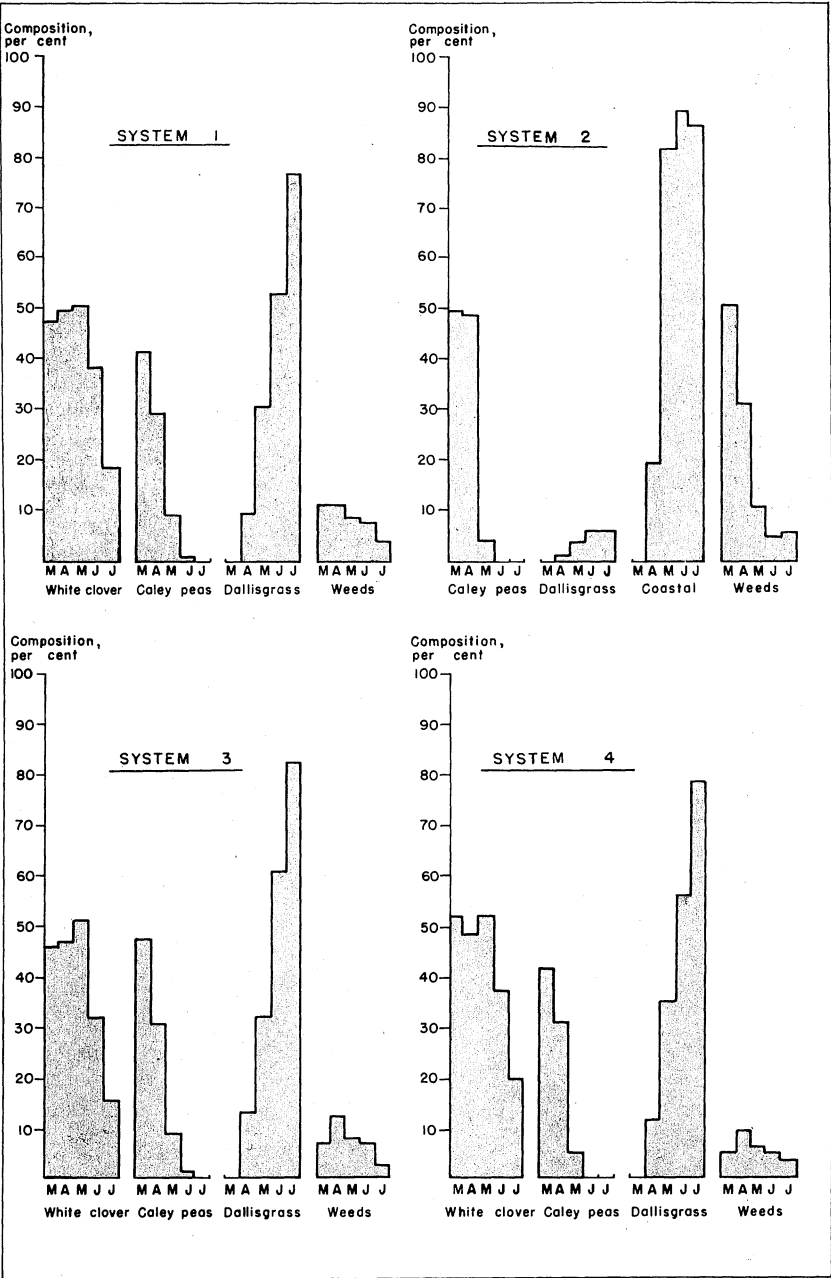 Composition,
per cent
100
90
SYSTEM 1
80
70
60
50
40
30
20
10
M A M J J M A M J J M A M J J M A M J J
White clover Caley peas Dallisgrass Weeds
Composition,
per cent
100
90
SYSTEM 2
80
70
60
50
40
30
20
10
M A M J J M A M J J M A M J J M A M J J
Caley peas Dallisgrass Coastal Weeds
Composition,
per cent
100
90
SYSTEM 3
80
70
60
50
40
30
20
10
M A M J J M A M J J M A M J J M A M J J
White clover Caley peas Dallisgrass Weeds
Composition,
per cent
100
90
SYSTEM 4
80
70
60
50
40
30
20
10
M A M J J M A M J J M A M J J M A M J J
White clover Caley peas Dallisgrass Weeds